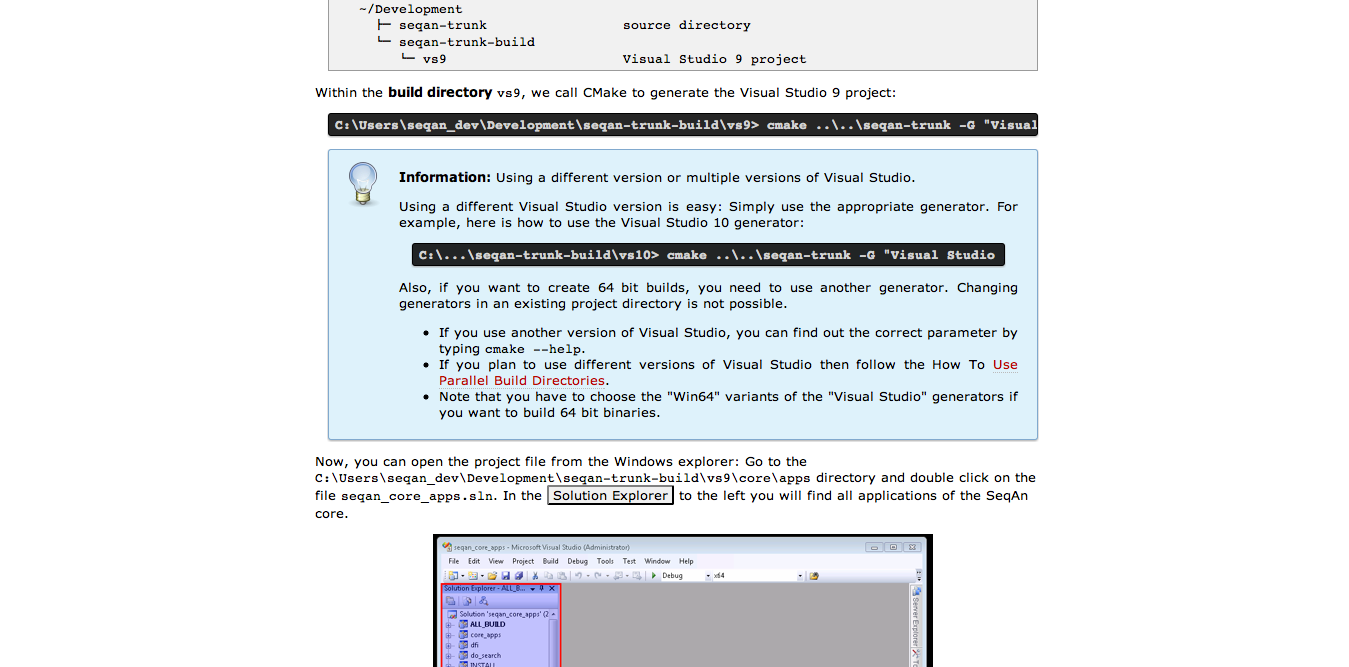 ~/Development
├─ seqan-trunk source directory
└─ seqan-trunk-build
└─ vs9 Visual Studio 9 project
Within the build directory vs9, we call CMake to generate the Visual Studio 9 project:
C:\Users\seqan_dev\Development\seqan-trunk-build\vs9> cmake ..\..\seqan-trunk -G "Visual
Information: Using a different version or multiple versions of Visual Studio.
Using a different Visual Studio version is easy: Simply use the appropriate generator. For
example, here is how to use the Visual Studio 10 generator:
C:\...\seqan-trunk-build\vs10> cmake ..\..\seqan-trunk -G "Visual Studio
Also, if you want to create 64 bit builds, you need to use another generator. Changing
generators in an existing project directory is not possible.
• If you use another version of Visual Studio, you can find out the correct parameter by
typing cmake --help.
• If you plan to use different versions of Visual Studio then follow the How To Use
Parallel Build Directories.
• Note that you have to choose the "Win64" variants of the "Visual Studio" generators if
you want to build 64 bit binaries.
Now, you can open the project file from the Windows explorer: Go to the
C:\Users\seqan_dev\Development\seqan-trunk-build\vs9\core\apps directory and double click on the
file seqan_core_apps.sln. In the Solution Explorer to the left you will find all applications of the SeqAn
core.
seqan_core_apps - Microsoft Visual Studio (Administrator)
File Edit View Project Build Debug Tools Test Window Help
Debug x64
Solution Explorer - ALL_B...
Solution 'seqan_core_apps' (2
ALL_BUILD
core_apps
dfi
do_search
INSTALL
Server Explorer